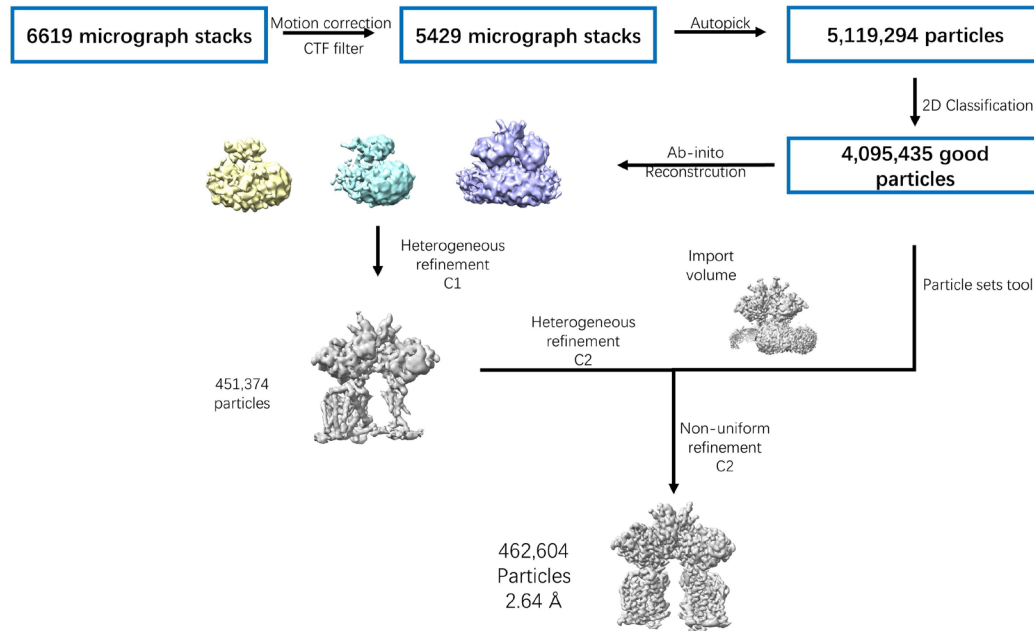 6619 micrograph stacks
Motion correction
CTF filter
5429 micrograph stacks
Autopick
5,119,294 particles
2D Classification
4,095,435 good
particles
Ab-inito
Reconstrcution
Heterogeneous
refinement
C1
Import
volume
Particle sets tool
Heterogeneous
refinement
C2
451,374
particles
Non-uniform
refinement
C2
462,604
Particles
2.64 Å